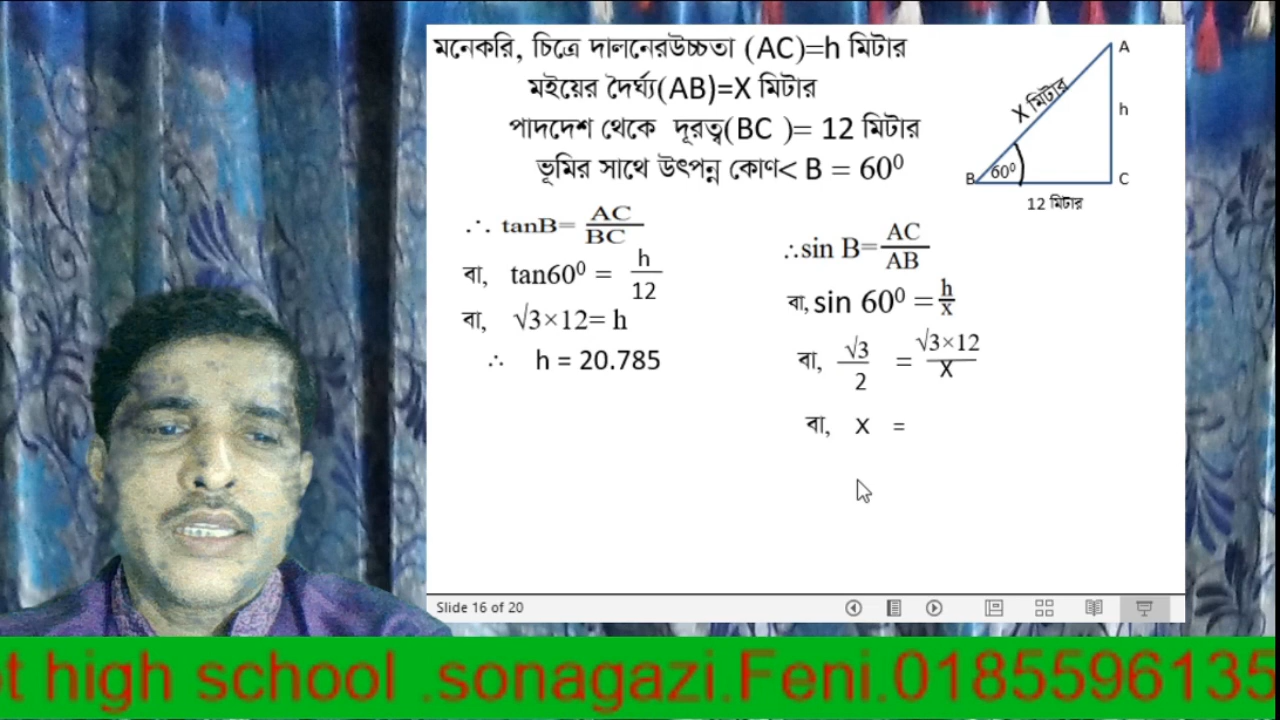 মনেকরি, চিত্রে দালনেরউচ্চতা (AC)=h মিটার
মইয়ের দৈর্ঘ্য(AB)=X মিটার
পাদদেশ থেকে দূরত্ব(BC )= 12 মিটার
ভূমির সাথে উৎপন্ন কোণ< B = 60⁰
A
X মিটার
h
B
60⁰
C
12 মিটার
∴ tanB= AC/BC
বা, tan60⁰ = h/12
বা, √3×12= h
∴ h = 20.785
∴sin B= AC/AB
বা, sin 60⁰ = h/x
বা, √3/2 = √3×12/X
বা, x =
Slide 16 of 20
ot high school .sonagazi.Feni.0185596135